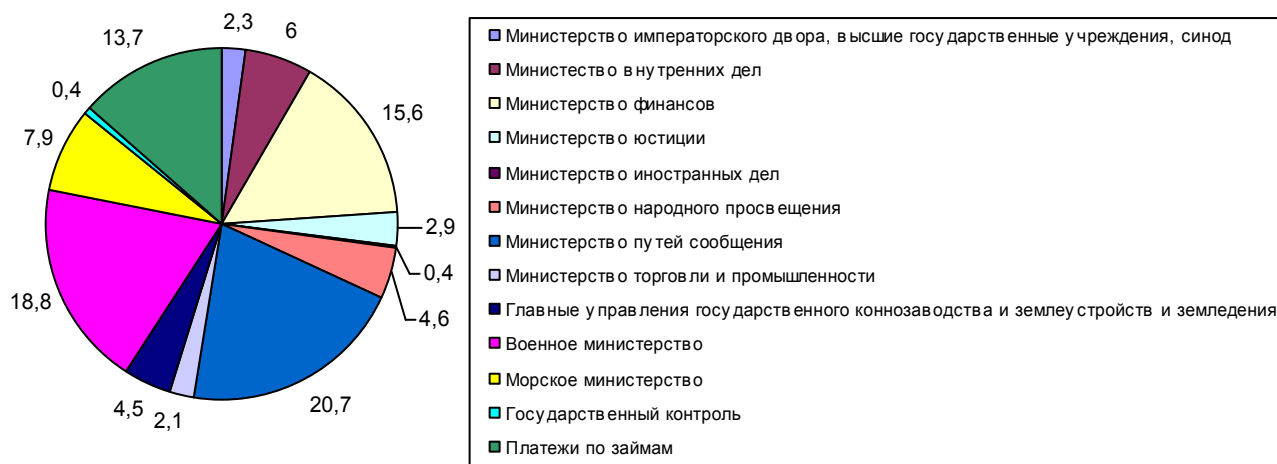 2,3
6
15,6
2,9
0,4
4,6
20,7
2,1
4,5
18,8
7,9
0,4
13,7
Министерство императорского двора, высшие государственные учреждения, синод
Министество внутренних дел
Министерство финансов
Министерство юстиции
Министерство иностранных дел
Министерство народного просвещения
Министерство путей сообщения
Министерство торговли и промышленности
Главные управления государственного коннозаводства и землеустройств и земледения
Военное министерство
Морское министерство
Государственный контроль
Платежи по займам